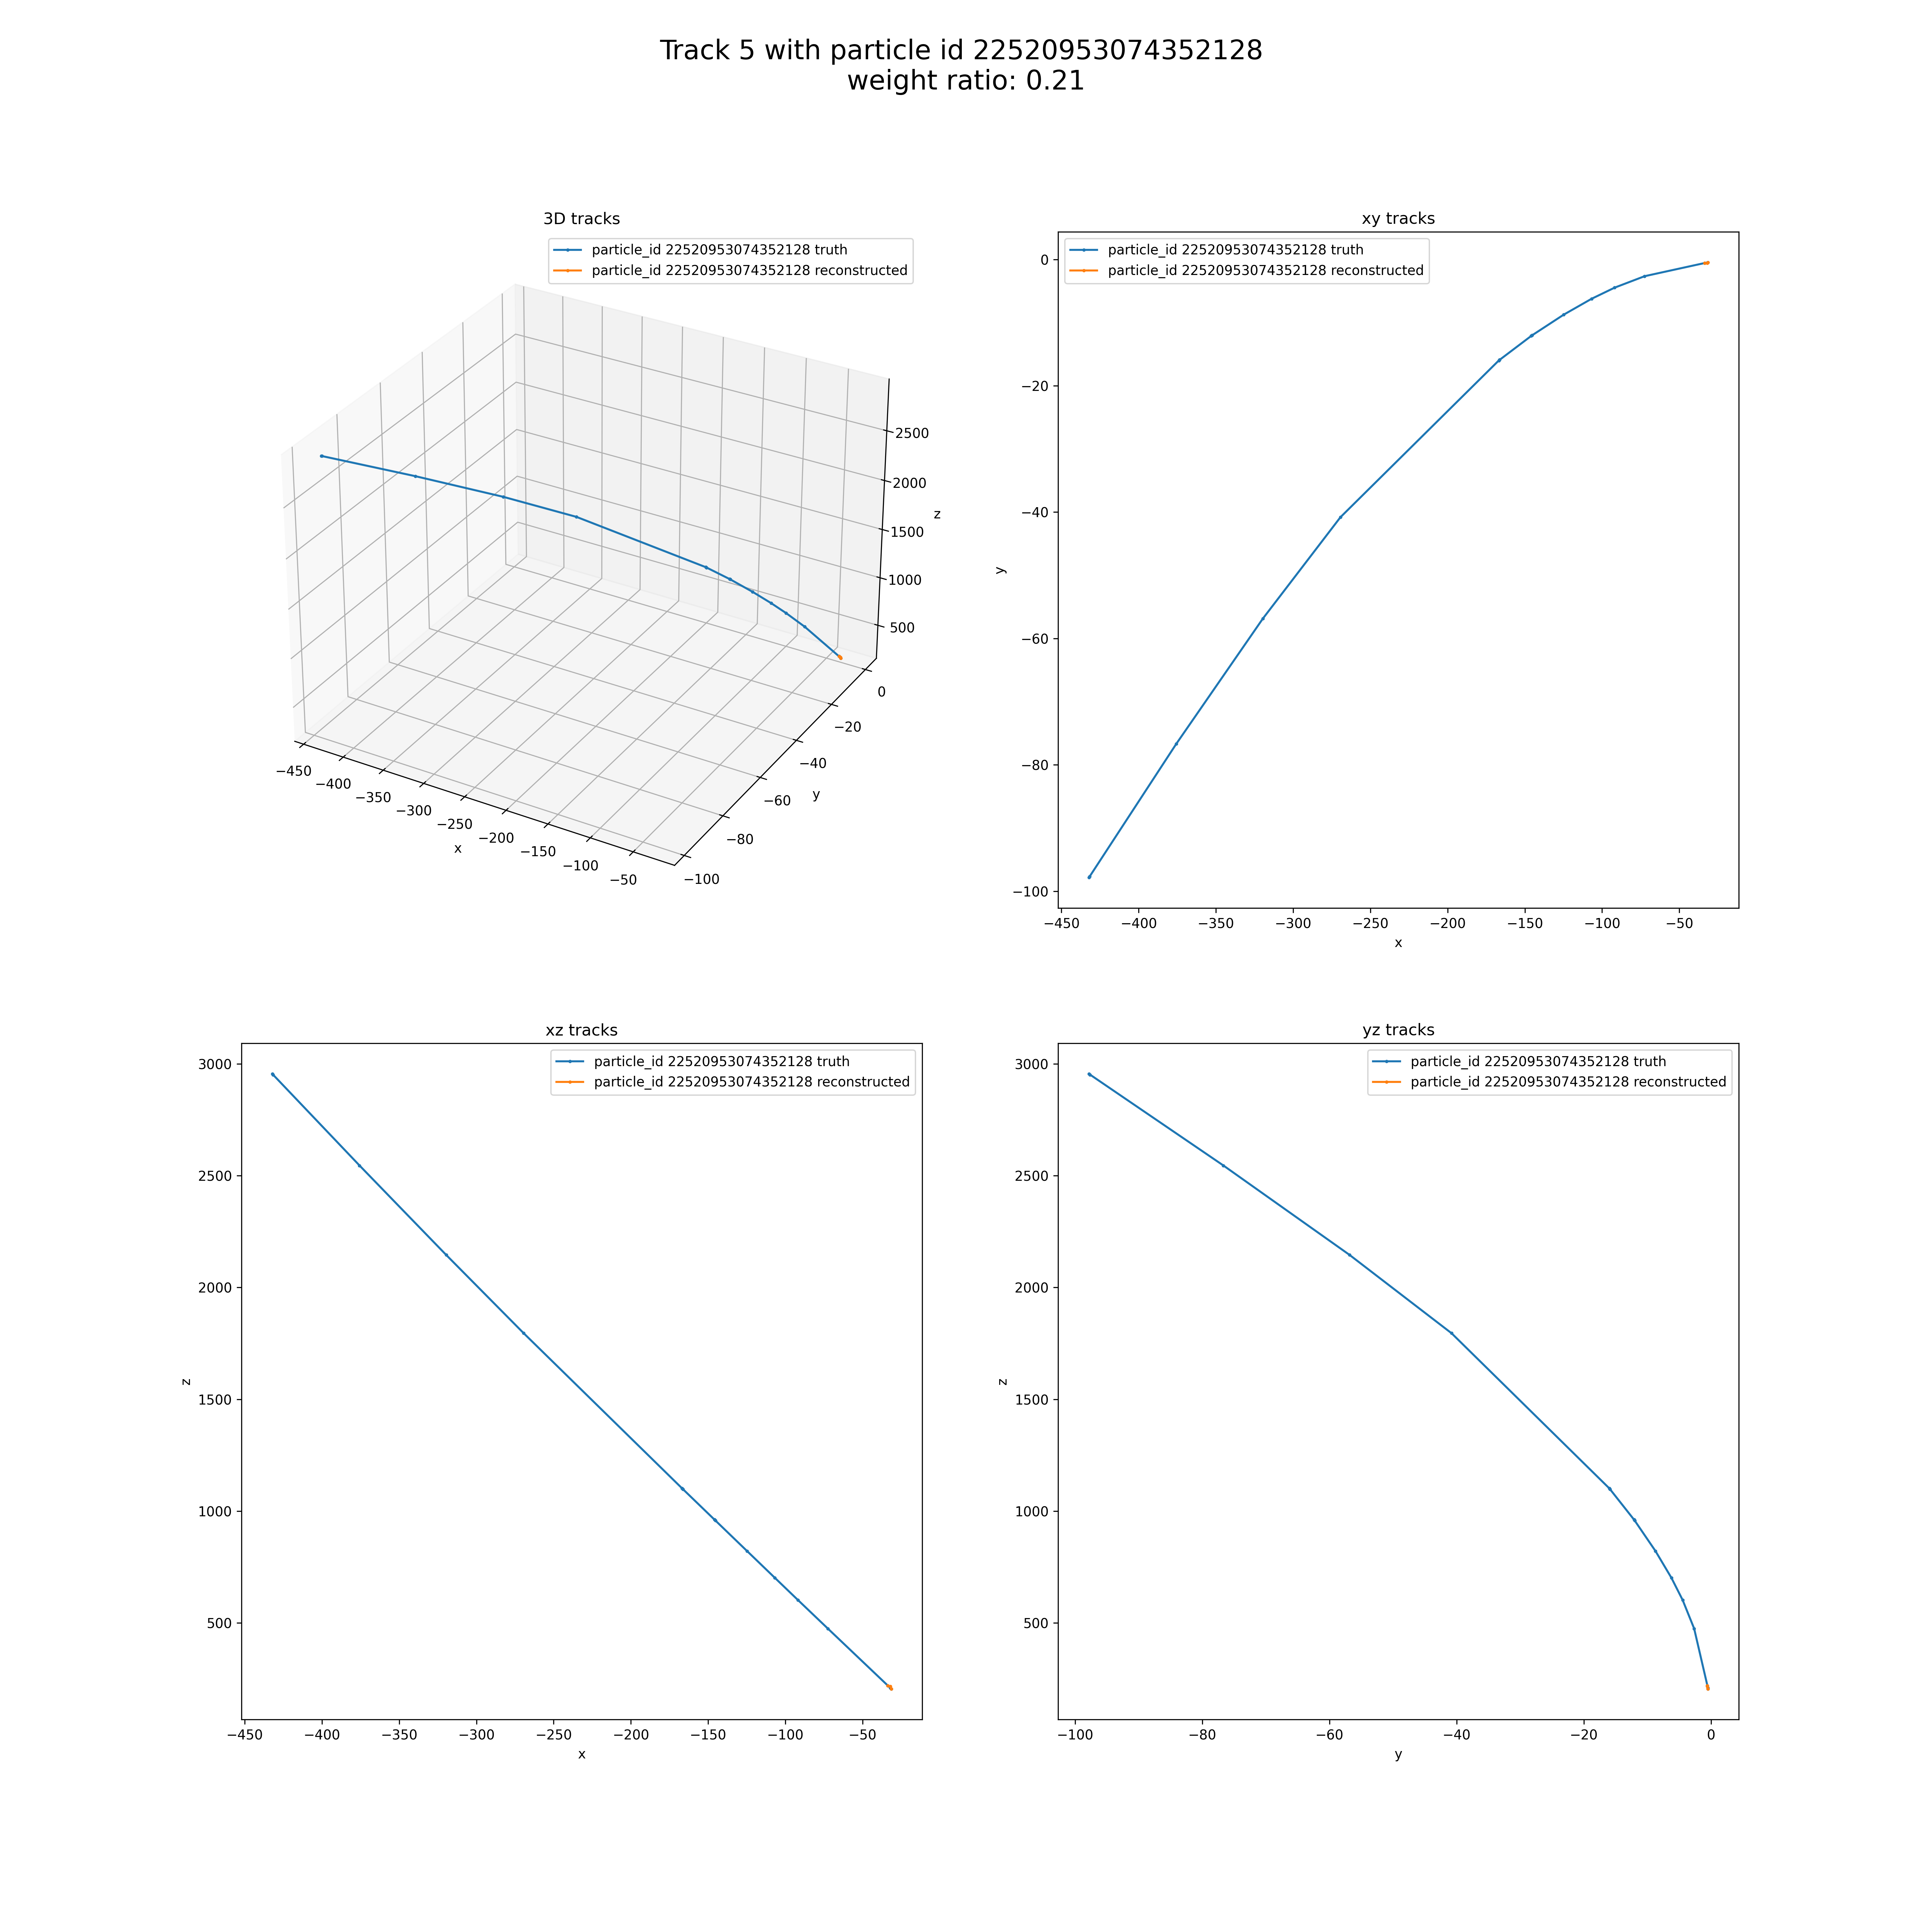 Track 5 with particle id 22520953074352128
weight ratio: 0.21
3D tracks
particle_id 22520953074352128 truth
particle_id 22520953074352128 reconstructed
2500
2000
z
1500
1000
500
0
−20
−40
−60
y
−80
−100
−450
−400
−350
−300
−250
−200
x
−150
−100
−50
xy tracks
particle_id 22520953074352128 truth
particle_id 22520953074352128 reconstructed
0
−20
−40
y
−60
−80
−100
−450 −400 −350 −300 −250 −200 −150 −100 −50
x
xz tracks
particle_id 22520953074352128 truth
particle_id 22520953074352128 reconstructed
3000
2500
2000
z
1500
1000
500
−450 −400 −350 −300 −250 −200 −150 −100 −50
x
yz tracks
particle_id 22520953074352128 truth
particle_id 22520953074352128 reconstructed
3000
2500
2000
z
1500
1000
500
−100 −80 −60 −40 −20 0
y